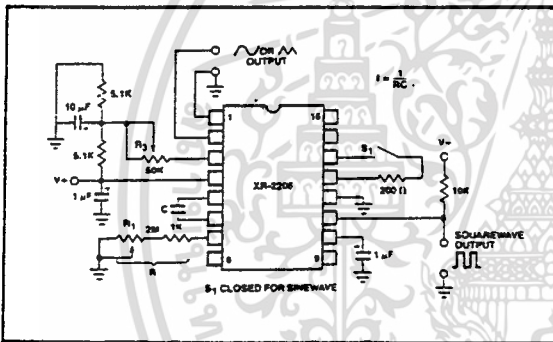 OR
OUTPUT
f = 1/RC
5.1K
10 µF
5.1K
R3
50K
V+
1 µF
C
R1
2M
1K
R
1
8
16
9
XR-2206
S1
200 Ω
V+
10K
1 µF
SQUAREWAVE
OUTPUT
S1 CLOSED FOR SINEWAVE